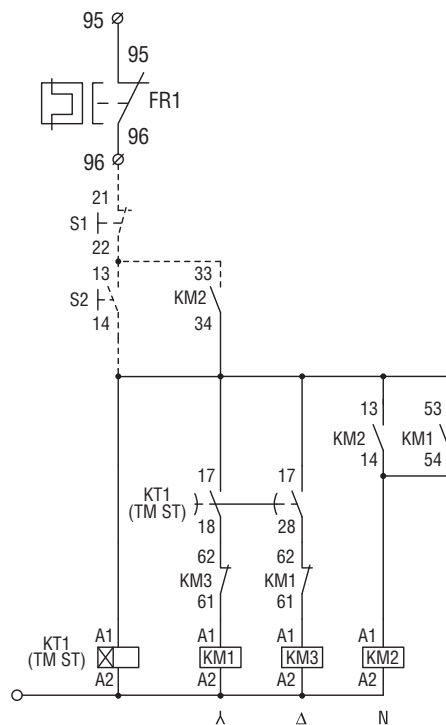 95
95
FR1
96
96
21
S1
22
13
33
S2
KM2
14
34
13
53
KM2
KM1
14
54
17
17
KT1
(TM ST)
18
28
62
62
KM3
KM1
61
61
KT1
(TM ST)
A1
A1
A1
A1
KM1
KM3
KM2
A2
A2
A2
A2
⅄
Δ
N